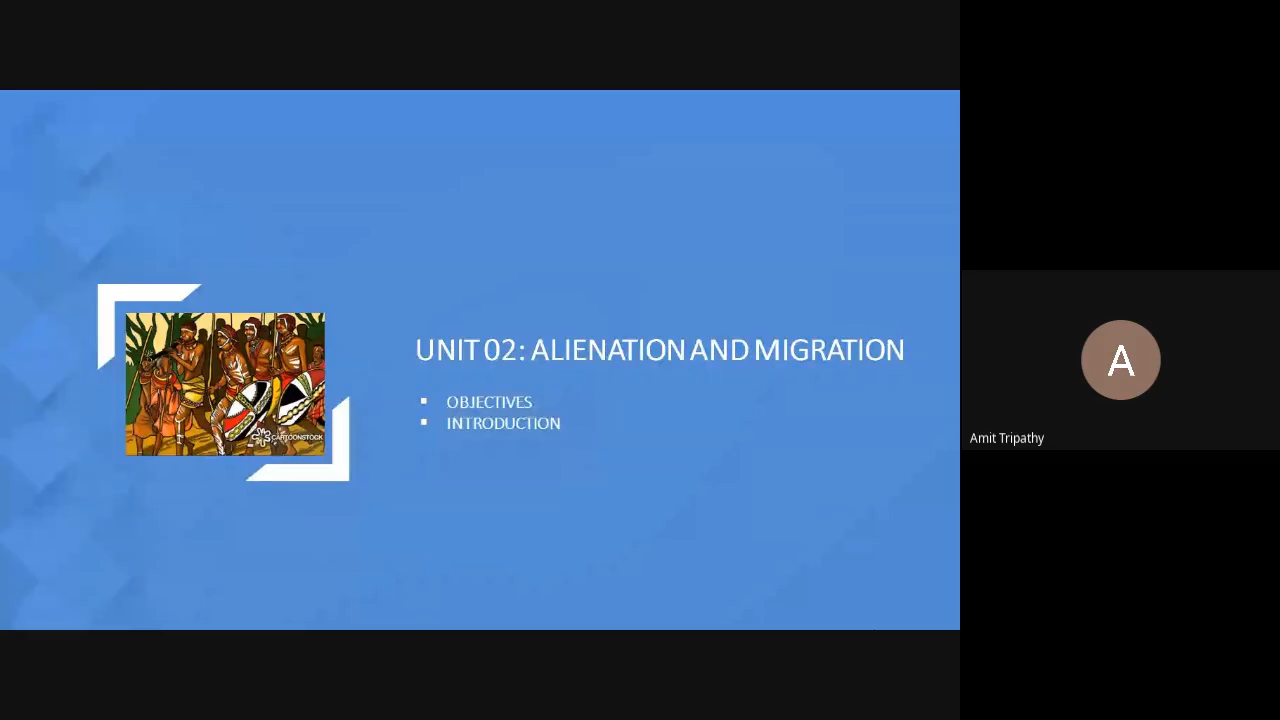 UNIT 02: ALIENATION AND MIGRATION
▪ OBJECTIVES
▪ INTRODUCTION
CARTOONSTOCK
A
Amit Tripathy